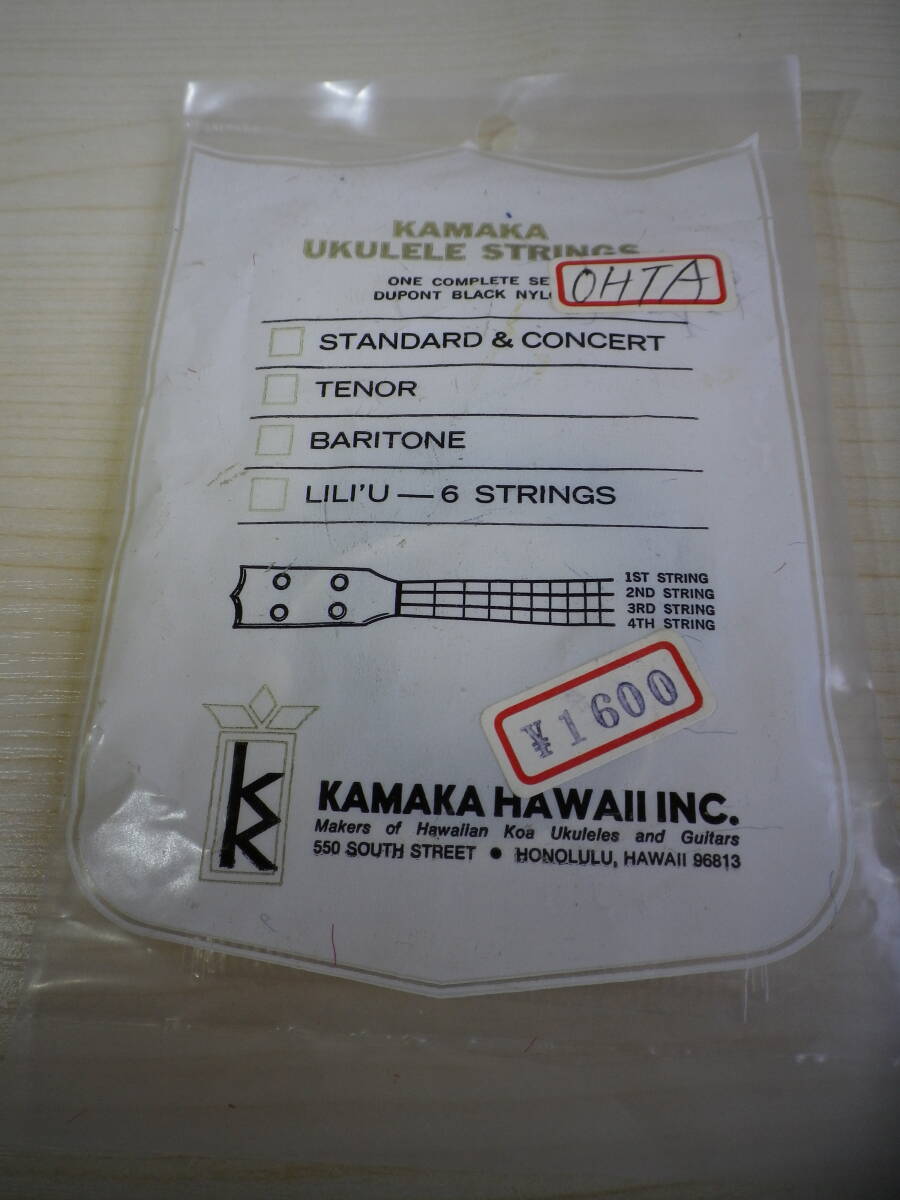 KAMAKA
UKULELE STRINGS
ONE COMPLETE SE
DUPONT BLACK NYL
OHTA
STANDARD & CONCERT
TENOR
BARITONE
LILI'U — 6 STRINGS
1ST STRING
2ND STRING
3RD STRING
4TH STRING
¥1600
KAMAKA HAWAII INC.
Makers of Hawaiian Koa Ukuleles and Guitars
550 SOUTH STREET • HONOLULU, HAWAII 96813